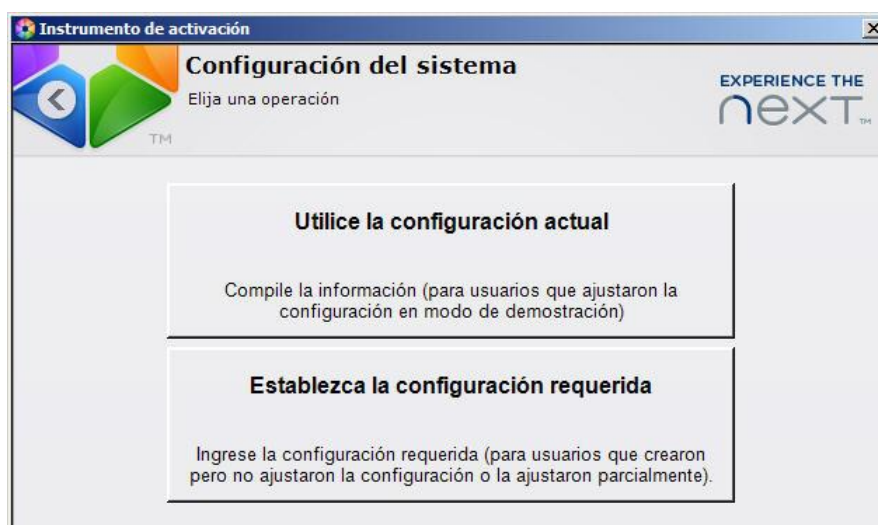 Instrumento de activación
Configuración del sistema
Elija una operación
EXPERIENCE THE
next™
TM
Utilice la configuración actual
Compile la información (para usuarios que ajustaron la
configuración en modo de demostración)
Establezca la configuración requerida
Ingrese la configuración requerida (para usuarios que crearon
pero no ajustaron la configuración o la ajustaron parcialmente).